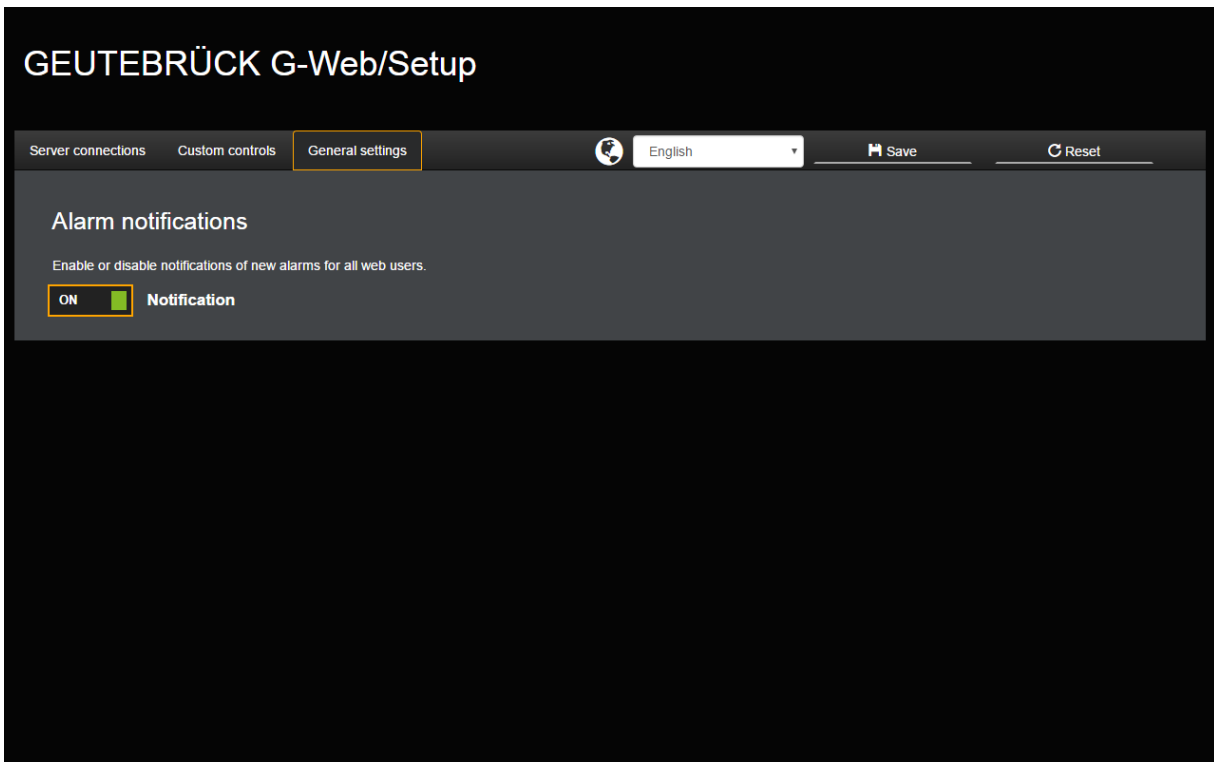 GEUTEBRÜCK G-Web/Setup
Server connections Custom controls General settings English Save Reset
Alarm notifications
Enable or disable notifications of new alarms for all web users.
ON Notification